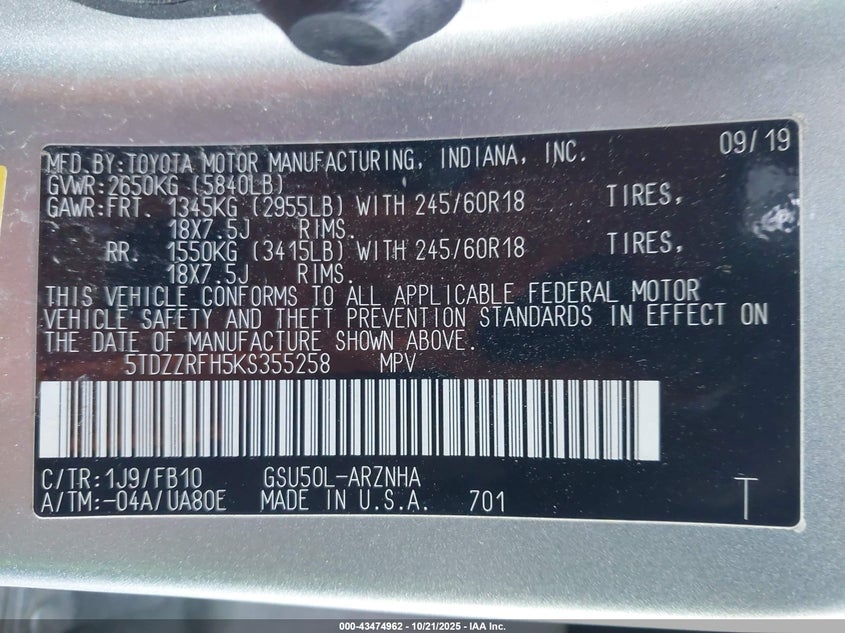 09/19
MFD.BY:TOYOTA MOTOR MANUFACTURING, INDIANA, INC.
GVWR:2650KG (5840LB)
GAWR:FRT. 1345KG (2955LB) WITH 245/60R18 TIRES,
18X7.5J RIMS.
RR. 1550KG (3415LB) WITH 245/60R18 TIRES,
18X7.5J RIMS.
THIS VEHICLE CONFORMS TO ALL APPLICABLE FEDERAL MOTOR
VEHICLE SAFETY AND THEFT PREVENTION STANDARDS IN EFFECT ON
THE DATE OF MANUFACTURE SHOWN ABOVE.
5TDZZRFH5KS355258 MPV
C/TR:1J9/FB10 GSU50L-ARZNHA
A/TM:-04A/UA80E MADE IN U.S.A. 701 T
000-43474962 - 10/21/2025 - IAA Inc.